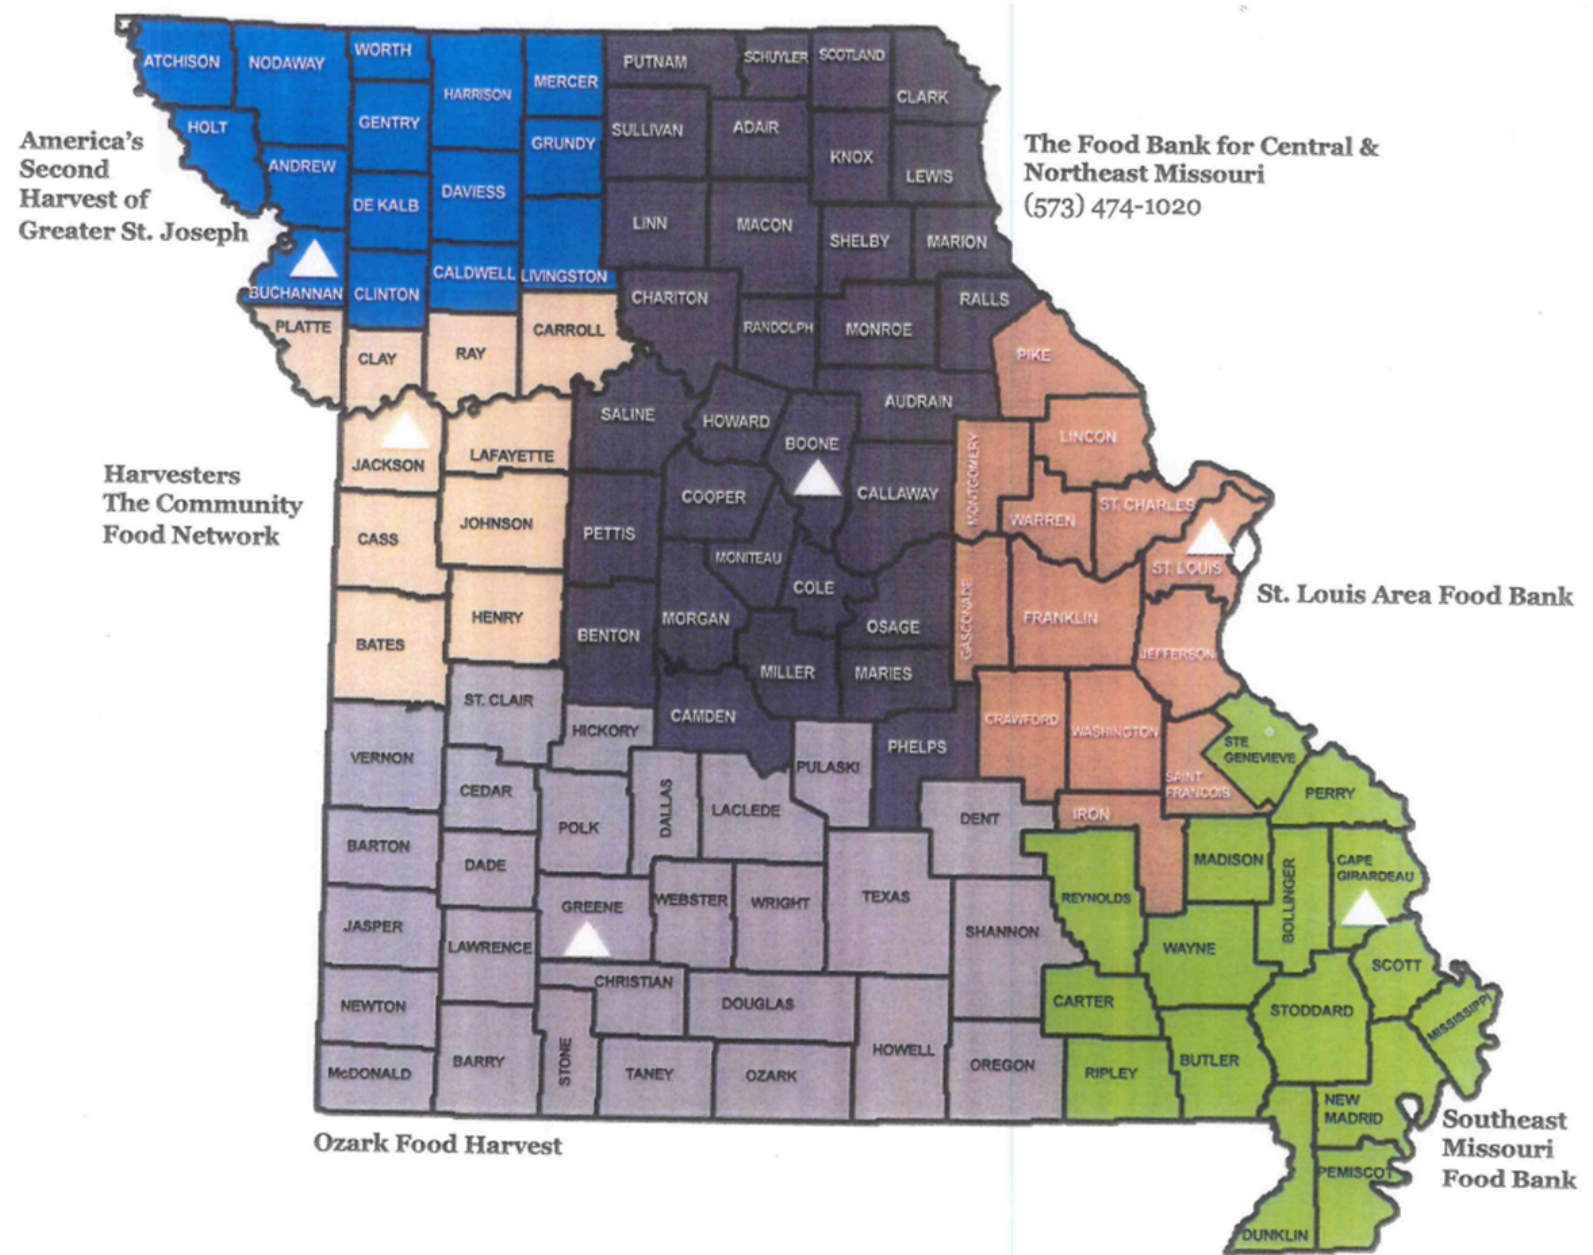 ATCHISON
NODAWAY
WORTH
HARRISON
MERCER
PUTNAM
SCHUYLER
SCOTLAND
CLARK
HOLT
GENTRY
GRUNDY
SULLIVAN
ADAIR
KNOX
LEWIS
America's
Second
Harvest of
Greater St. Joseph
The Food Bank for Central &
Northeast Missouri
(573) 474-1020
ANDREW
DE KALB
DAVIESS
LINN
MACON
SHELBY
MARION
BUCHANNAN
CLINTON
CALDWELL
LIVINGSTON
CHARITON
RANDOLPH
MONROE
RALLS
PLATTE
CLAY
RAY
CARROLL
PIKE
SALINE
HOWARD
BOONE
AUDRAIN
LINCON
JACKSON
LAFAYETTE
COOPER
CALLAWAY
MONTGOMERY
WARREN
ST. CHARLES
Harvesters
The Community
Food Network
CASS
JOHNSON
PETTIS
MONITEAU
COLE
ST. LOUIS
St. Louis Area Food Bank
BATES
HENRY
BENTON
MORGAN
OSAGE
GASCONADE
FRANKLIN
JEFFERSON
MILLER
MARIES
ST. CLAIR
HICKORY
CAMDEN
PHELPS
CRAWFORD
WASHINGTON
STE
GENEVIEVE
VERNON
CEDAR
POLK
DALLAS
LACLEDE
PULASKI
DENT
IRON
SAINT
FRANCOIS
PERRY
BARTON
DADE
MADISON
BOLLINGER
CAPE
GIRARDEAU
JASPER
LAWRENCE
GREENE
WEBSTER
WRIGHT
TEXAS
SHANNON
REYNOLDS
WAYNE
SCOTT
NEWTON
CHRISTIAN
DOUGLAS
CARTER
STODDARD
MISSISSIPPI
McDONALD
BARRY
STONE
TANEY
OZARK
HOWELL
OREGON
RIPLEY
BUTLER
NEW
MADRID
PEMISCOT
DUNKLIN
Ozark Food Harvest
Southeast
Missouri
Food Bank